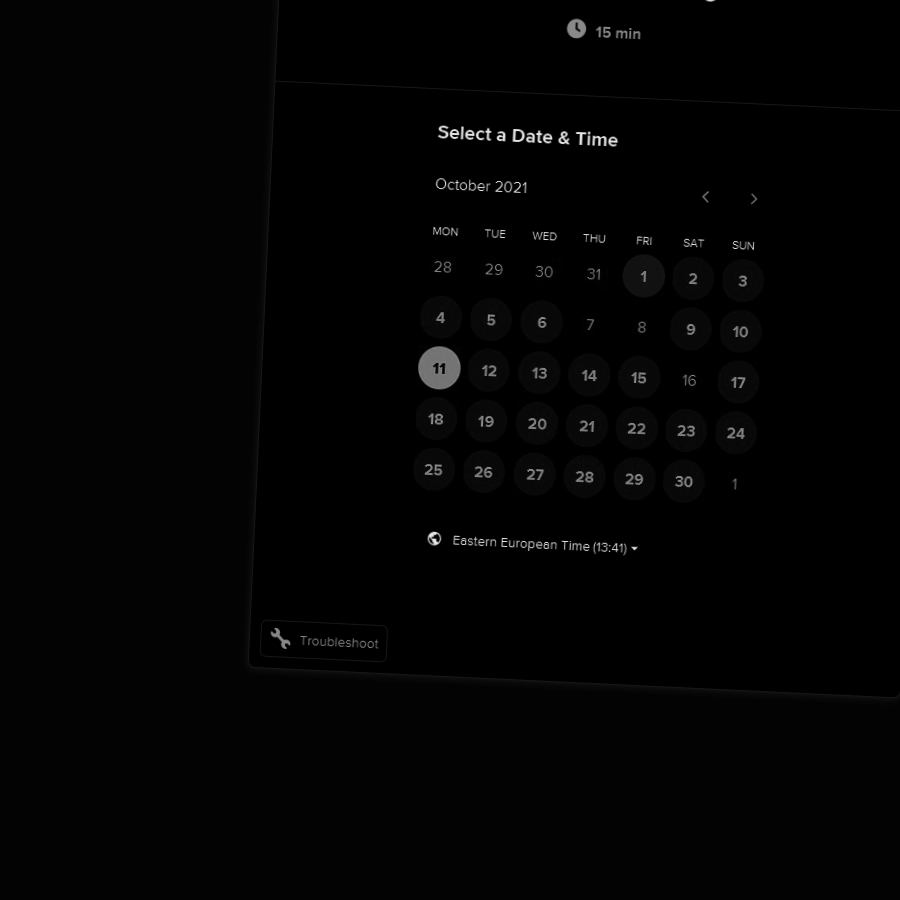 15 min
Select a Date & Time
October 2021
MON TUE WED THU FRI SAT SUN
28 29 30 31 1 2 3
4 5 6 7 8 9 10
11 12 13 14 15 16 17
18 19 20 21 22 23 24
25 26 27 28 29 30 1
Eastern European Time (13:41)
Troubleshoot